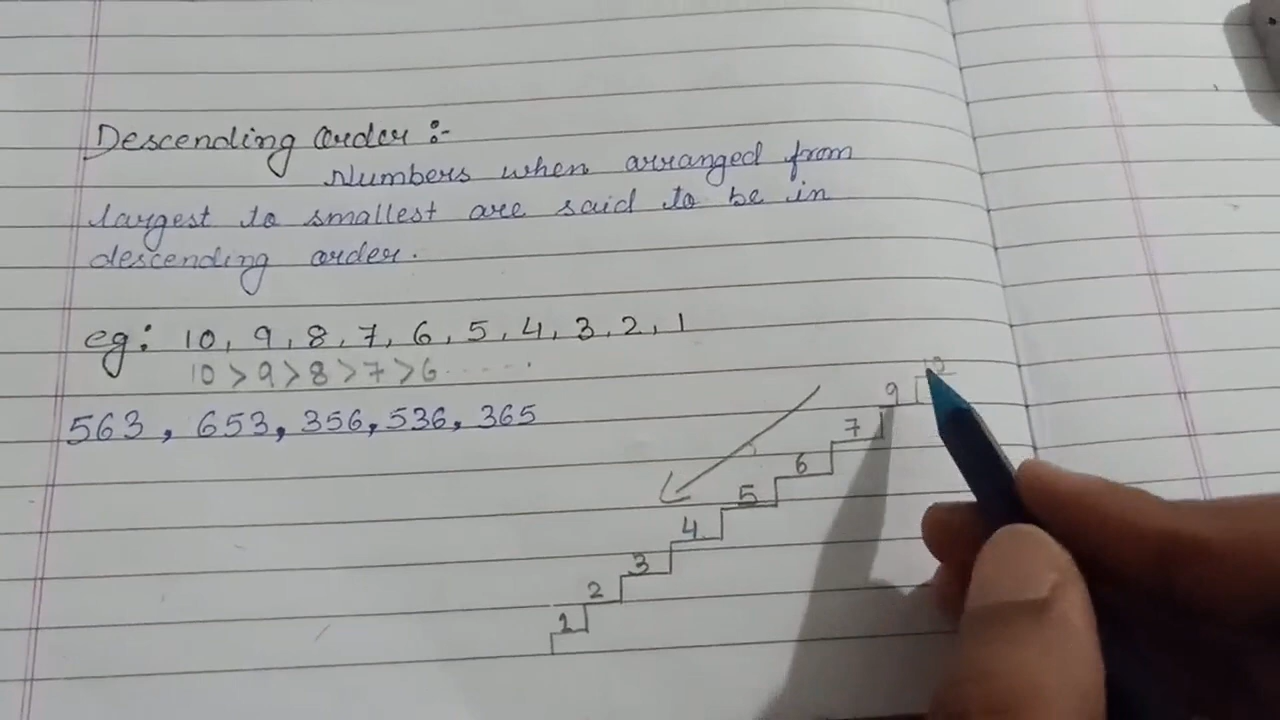 Descending Order :-
Numbers when arranged from
largest to smallest are said to be in
descending order.
eg: 10, 9, 8, 7, 6, 5, 4, 3, 2, 1
10 > 9 > 8 > 7 > 6 ......
563, 653, 356, 536, 365
10
9
7
6
5
4
3
2
1